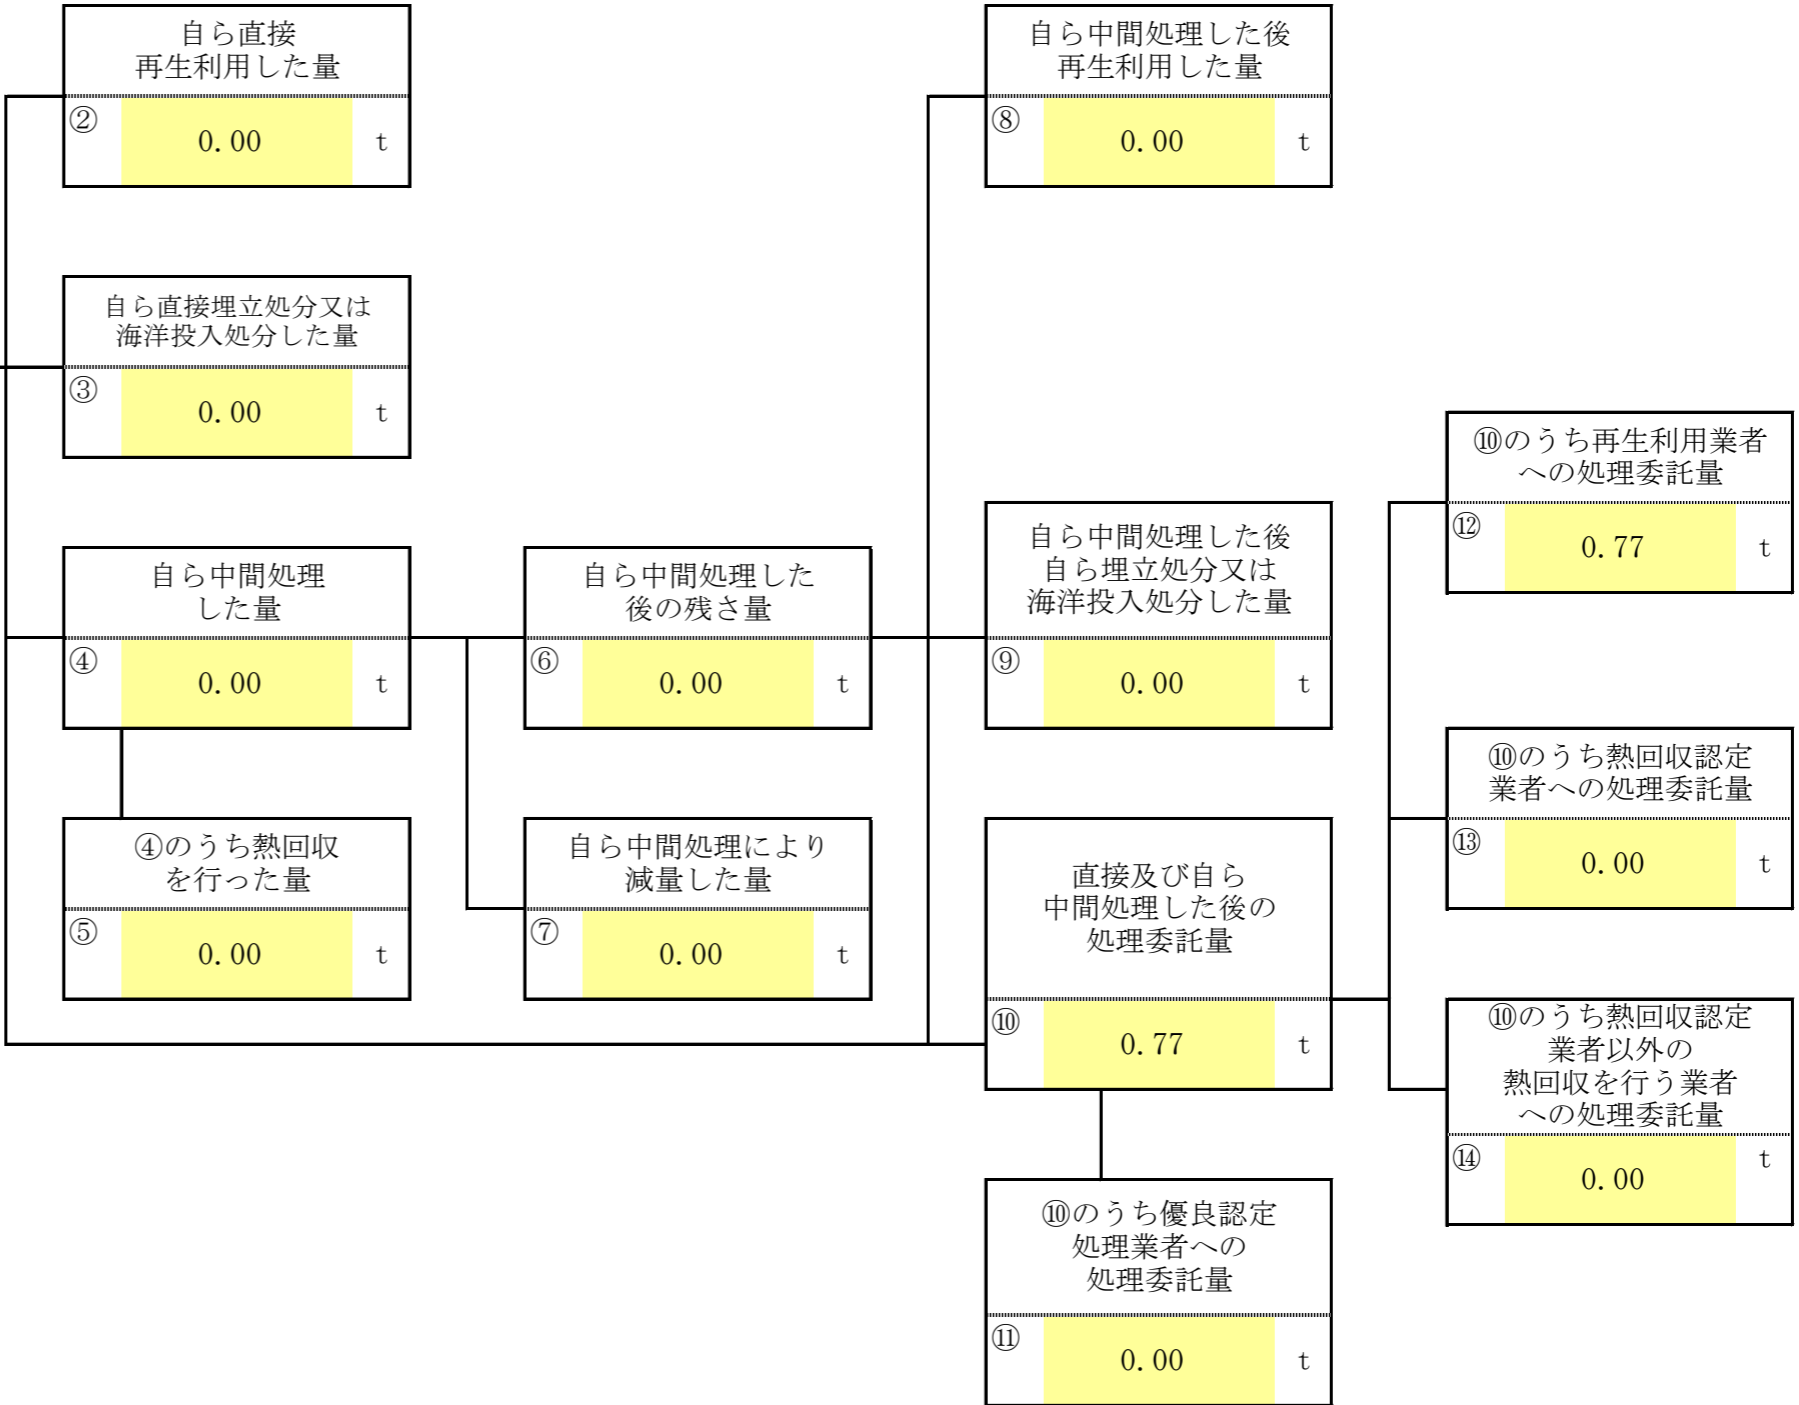 自ら直接
再生利用した量
② 0.00 t
自ら中間処理した後
再生利用した量
⑧ 0.00 t
自ら直接埋立処分又は
海洋投入処分した量
③ 0.00 t
自ら中間処理
した量
④ 0.00 t
自ら中間処理した
後の残さ量
⑥ 0.00 t
自ら中間処理した後
自ら埋立処分又は
海洋投入処分した量
⑨ 0.00 t
⑩のうち再生利用業者
への処理委託量
⑫ 0.77 t
④のうち熱回収
を行った量
⑤ 0.00 t
自ら中間処理により
減量した量
⑦ 0.00 t
直接及び自ら
中間処理した後の
処理委託量
⑩ 0.77 t
⑩のうち熱回収認定
業者への処理委託量
⑬ 0.00 t
⑩のうち熱回収認定
業者以外の
熱回収を行う業者
への処理委託量
⑭ 0.00 t
⑩のうち優良認定
処理業者への
処理委託量
⑪ 0.00 t